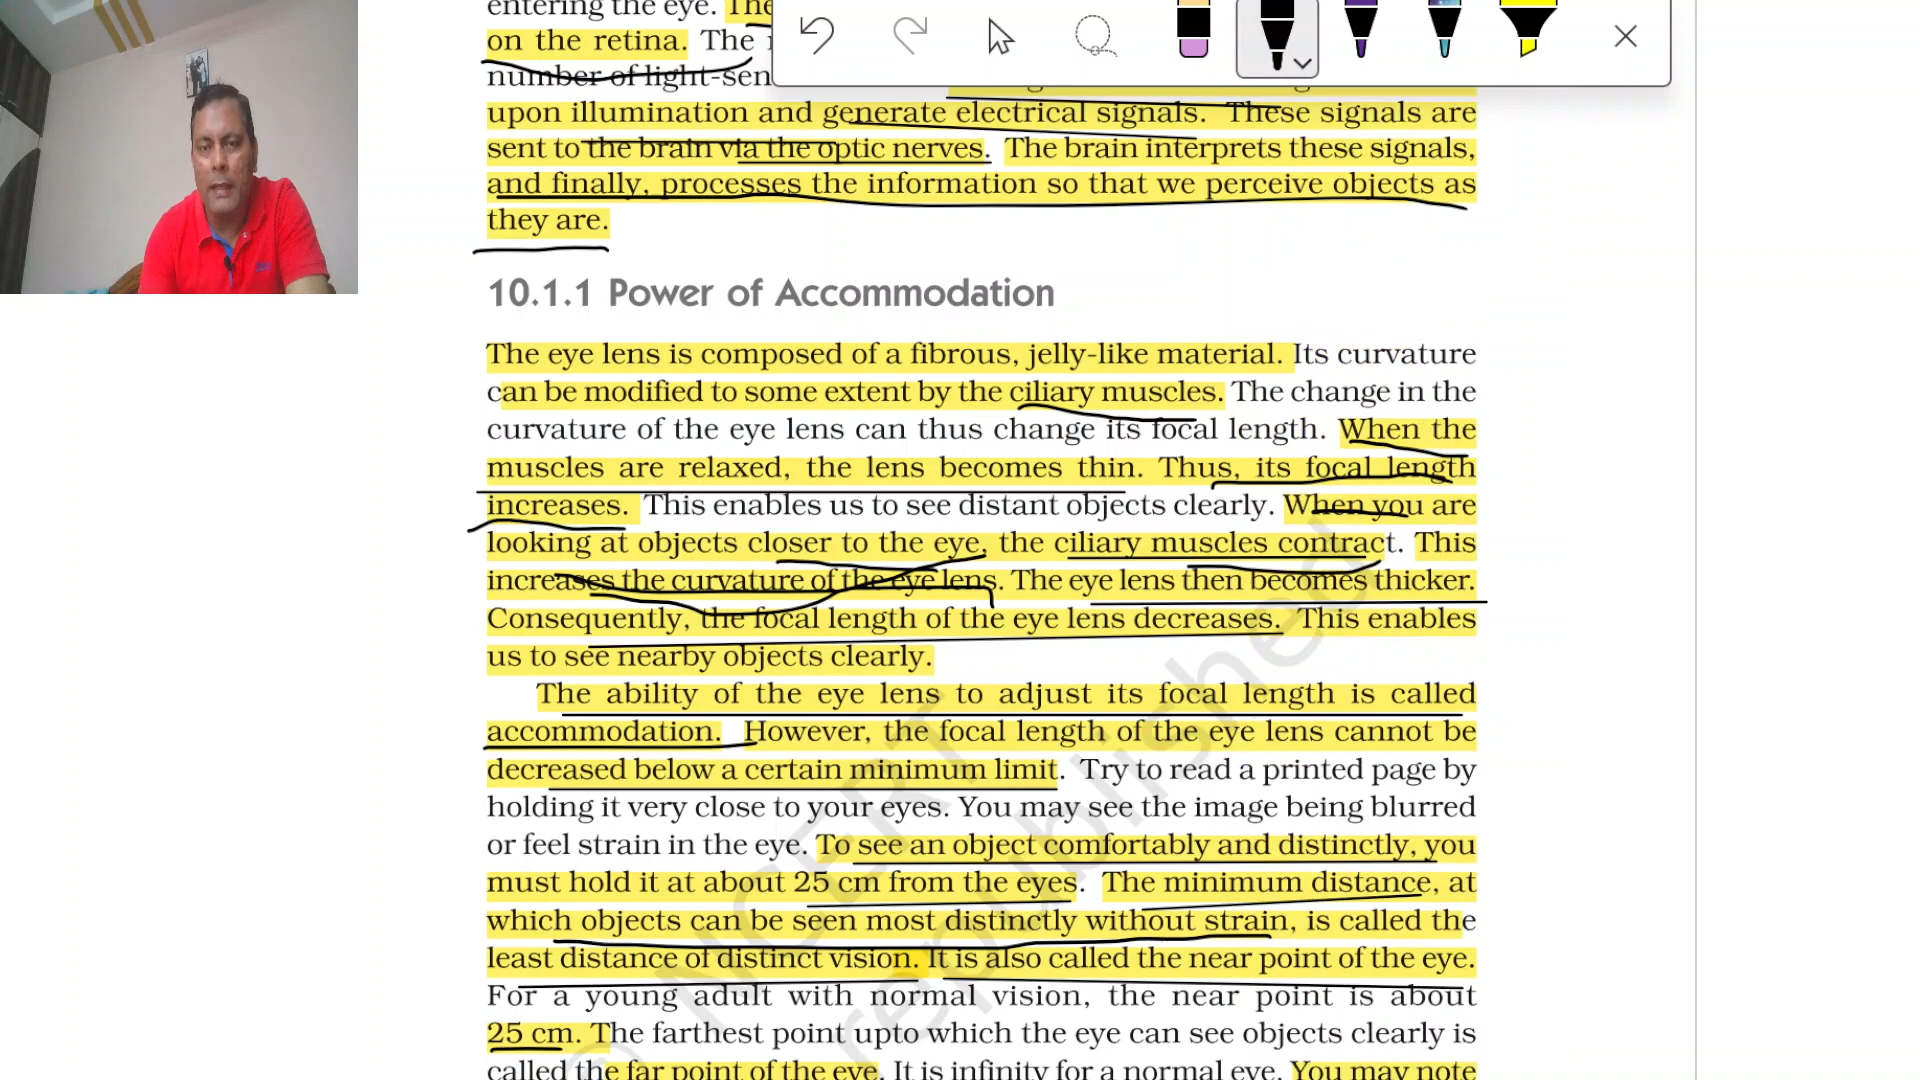 entering the eye. The
on the retina. The
number of light-sen
upon illumination and generate electrical signals. These signals are
sent to the brain via the optic nerves. The brain interprets these signals,
and finally, processes the information so that we perceive objects as
they are.
10.1.1 Power of Accommodation
The eye lens is composed of a fibrous, jelly-like material. Its curvature
can be modified to some extent by the ciliary muscles. The change in the
curvature of the eye lens can thus change its focal length. When the
muscles are relaxed, the lens becomes thin. Thus, its focal length
increases. This enables us to see distant objects clearly. When you are
looking at objects closer to the eye, the ciliary muscles contract. This
increases the curvature of the eye lens. The eye lens then becomes thicker.
Consequently, the focal length of the eye lens decreases. This enables
us to see nearby objects clearly.
The ability of the eye lens to adjust its focal length is called
accommodation. However, the focal length of the eye lens cannot be
decreased below a certain minimum limit. Try to read a printed page by
holding it very close to your eyes. You may see the image being blurred
or feel strain in the eye. To see an object comfortably and distinctly, you
must hold it at about 25 cm from the eyes. The minimum distance, at
which objects can be seen most distinctly without strain, is called the
least distance of distinct vision. It is also called the near point of the eye.
For a young adult with normal vision, the near point is about
25 cm. The farthest point upto which the eye can see objects clearly is
called the far point of the eye. It is infinity for a normal eye. You may note
© NCERT
republished